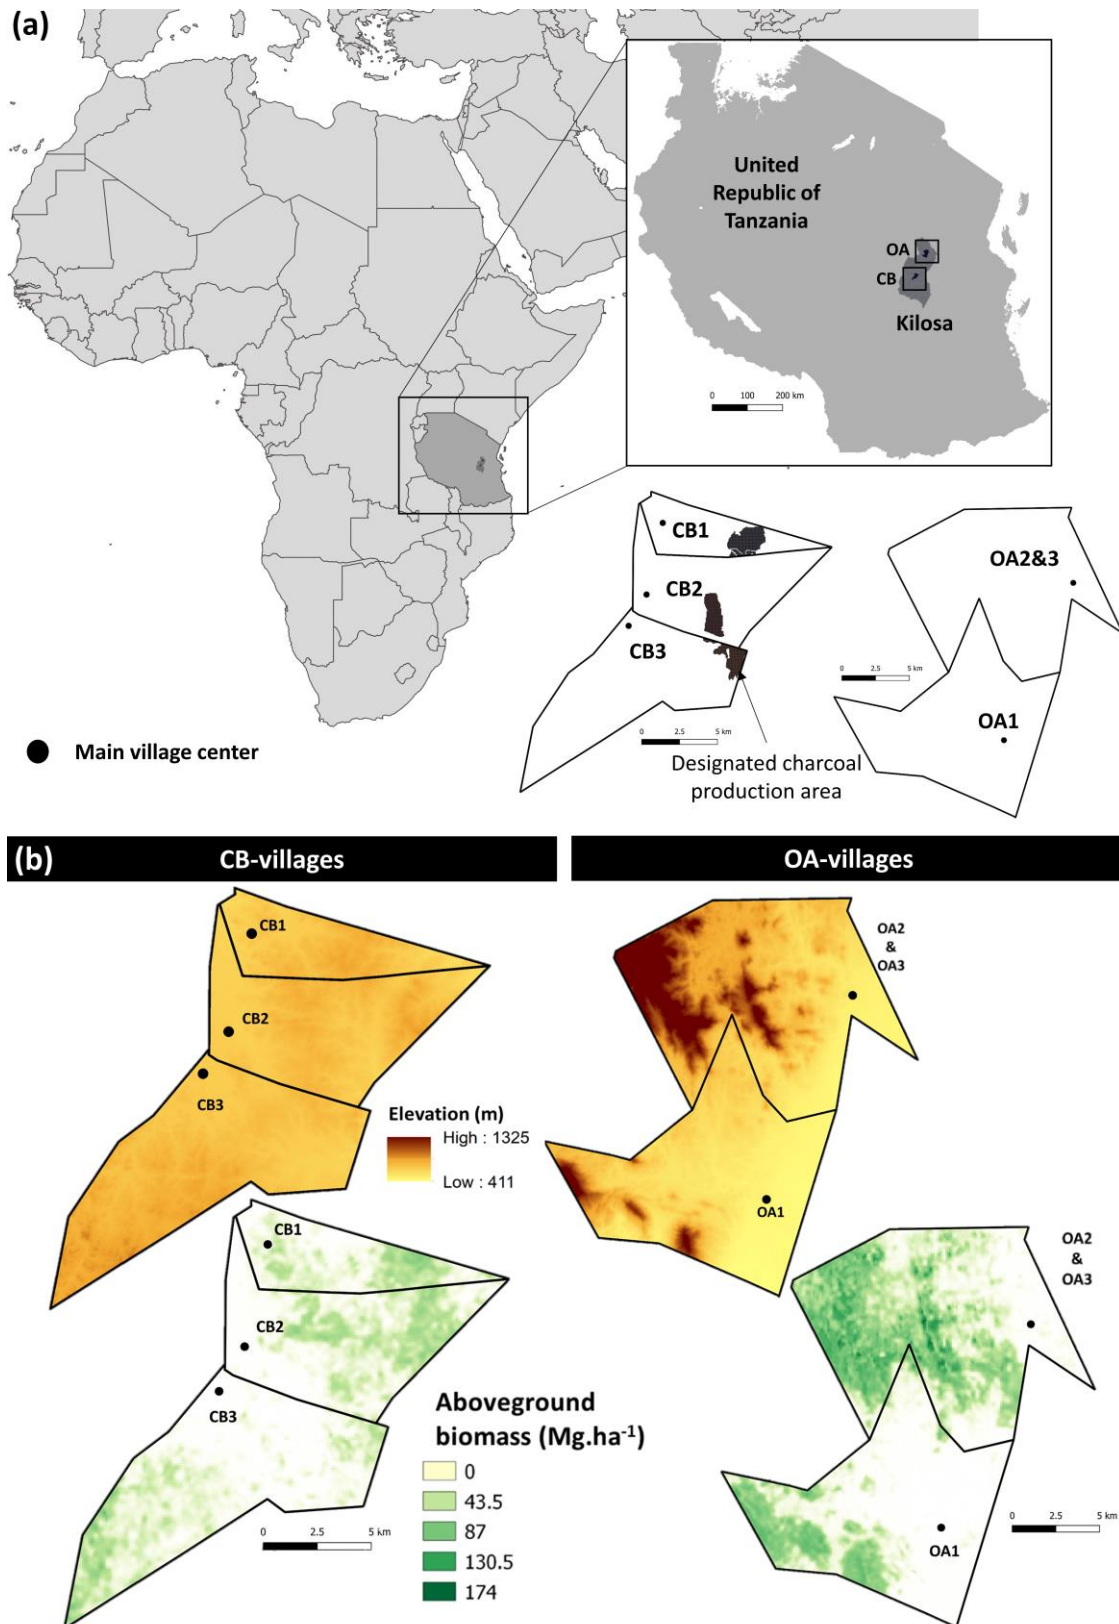 (a)
United
Republic of
Tanzania
OA
CB
Kilosa
0 100 200 km
CB1
CB2
CB3
0 2.5 5 km
OA2&3
0 2.5 5 km
OA1
Main village center
Designated charcoal
production area
(b)
CB-villages
OA-villages
CB1
CB2
CB3
Elevation (m)
High : 1325
Low : 411
OA2
&
OA3
OA1
CB1
CB2
CB3
Aboveground
biomass (Mg.ha⁻¹)
0
43.5
87
130.5
174
0 2.5 5 km
OA2
&
OA3
OA1
0 2.5 5 km